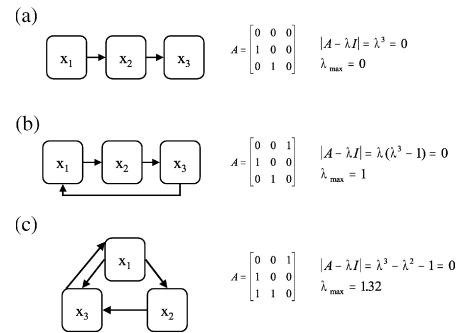 (a)
x₁ x₂ x₃
A = [0 0 0
1 0 0
0 1 0]
|A − λI| = λ³ = 0
λ max = 0
(b)
x₁ x₂ x₃
A = [0 0 1
1 0 0
0 1 0]
|A − λI| = λ(λ³ − 1) = 0
λ max = 1
(c)
x₁
x₃ x₂
A = [0 0 1
1 0 0
1 1 0]
|A − λI| = λ³ − λ² − 1 = 0
λ max = 1.32